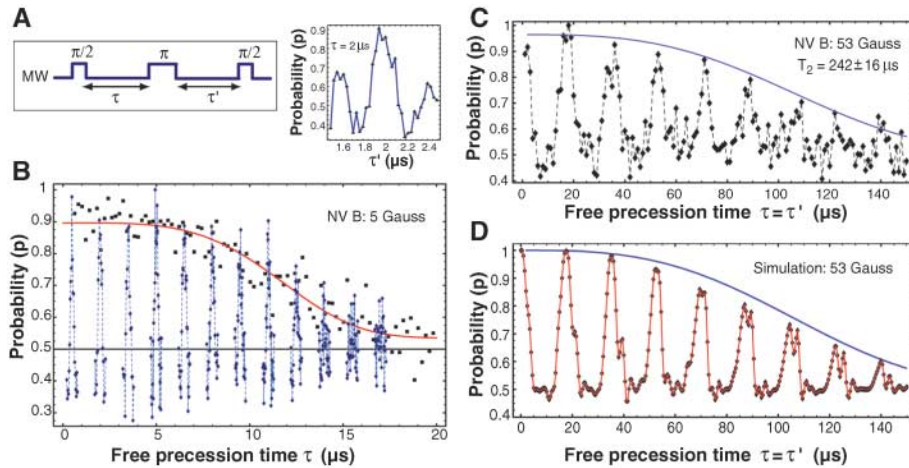 A
π/2
π
π/2
MW
τ
τ'
Probability (p)
0.9
0.8
0.7
0.6
0.5
0.4
τ = 2 μs
1.6 1.8 2 2.2 2.4
τ' (μs)
B
Probability (p)
1
0.9
0.8
0.7
0.6
0.5
0.4
0.3
NV B: 5 Gauss
0 5 10 15 20
Free precession time τ (μs)
C
Probability (p)
1
0.9
0.8
0.7
0.6
0.5
0.4
NV B: 53 Gauss
T2 = 242± 16 μs
0 20 40 60 80 100 120 140
Free precession time τ= τ' (μs)
D
Probability (p)
1
0.9
0.8
0.7
0.6
0.5
0.4
Simulation: 53 Gauss
0 20 40 60 80 100 120 140
Free precession time τ= τ' (μs)